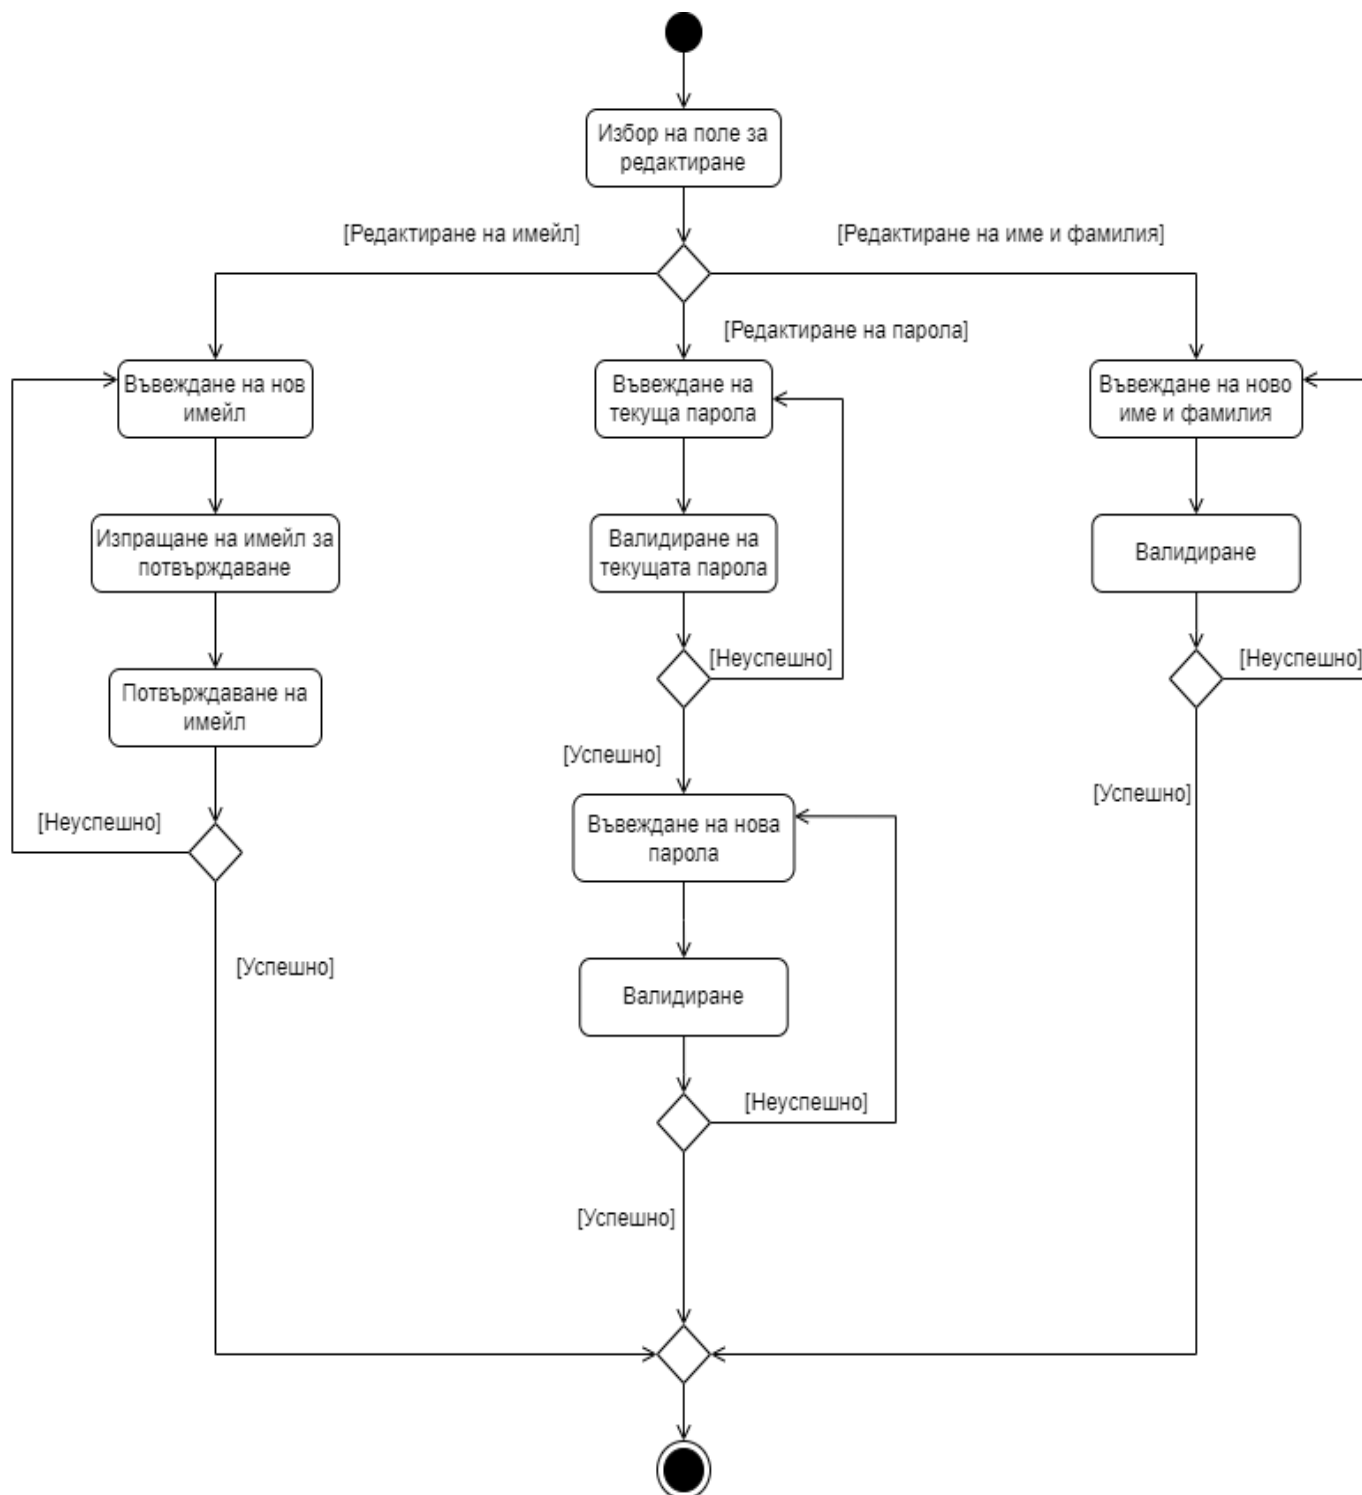 Избор на поле за
редактиране
[Редактиране на имейл]
[Редактиране на име и фамилия]
[Редактиране на парола]
Въвеждане на нов
имейл
Въвеждане на
текуща парола
Въвеждане на ново
име и фамилия
Изпращане на имейл за
потвърждаване
Валидиране на
текущата парола
Валидиране
[Неуспешно]
[Неуспешно]
Потвърждаване на
имейл
[Успешно]
[Успешно]
[Неуспешно]
Въвеждане на нова
парола
[Успешно]
Валидиране
[Неуспешно]
[Успешно]